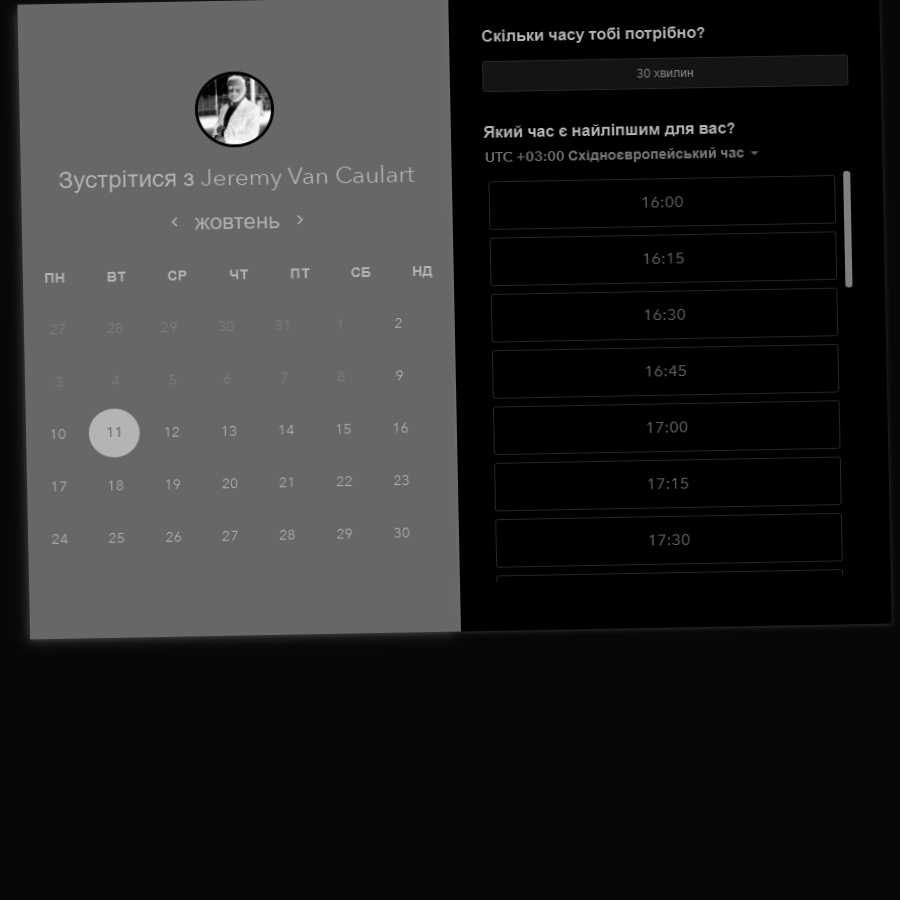 Зустрітися з Jeremy Van Caulart
жовтень
ПН ВТ СР ЧТ ПТ СБ НД
27 28 29 30 31 1 2
3 4 5 6 7 8 9
10 11 12 13 14 15 16
17 18 19 20 21 22 23
24 25 26 27 28 29 30
Скільки часу тобі потрібно?
30 хвилин
Який час є найліпшим для вас?
UTC +03:00 Східноєвропейський час
16:00
16:15
16:30
16:45
17:00
17:15
17:30